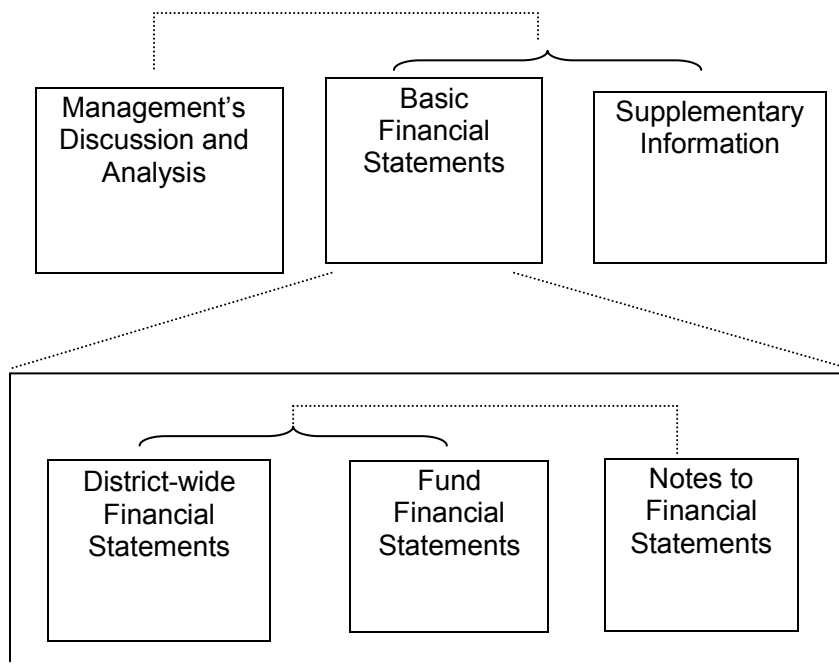 Management’s
Discussion and
Analysis
Basic
Financial
Statements
Supplementary
Information
District-wide
Financial
Statements
Fund
Financial
Statements
Notes to
Financial
Statements